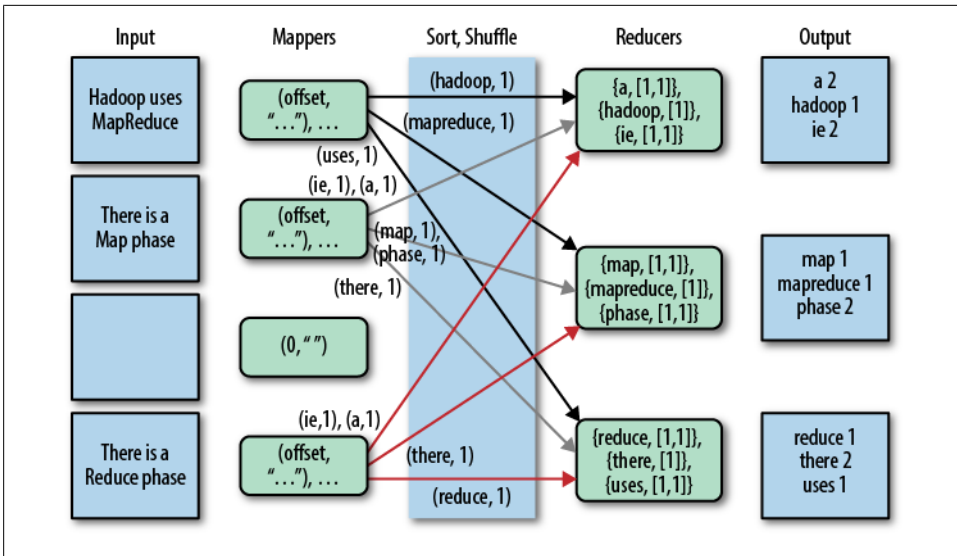 Input
Mappers
Sort, Shuffle
Reducers
Output
Hadoop uses
MapReduce
(offset,
“…”), …
(hadoop, 1)
(mapreduce, 1)
(uses, 1)
{a, [1,1]},
{hadoop, [1]},
{ie, [1,1]}
a 2
hadoop 1
ie 2
There is a
Map phase
(offset,
“…”), …
(ie, 1), (a, 1)
(map, 1),
(phase, 1)
(there, 1)
{map, [1,1]},
{mapreduce, [1]},
{phase, [1,1]}
map 1
mapreduce 1
phase 2
(0, “ ”)
There is a
Reduce phase
(offset,
“…”), …
(ie,1), (a,1)
(there, 1)
(reduce, 1)
{reduce, [1,1]},
{there, [1]},
{uses, [1,1]}
reduce 1
there 2
uses 1